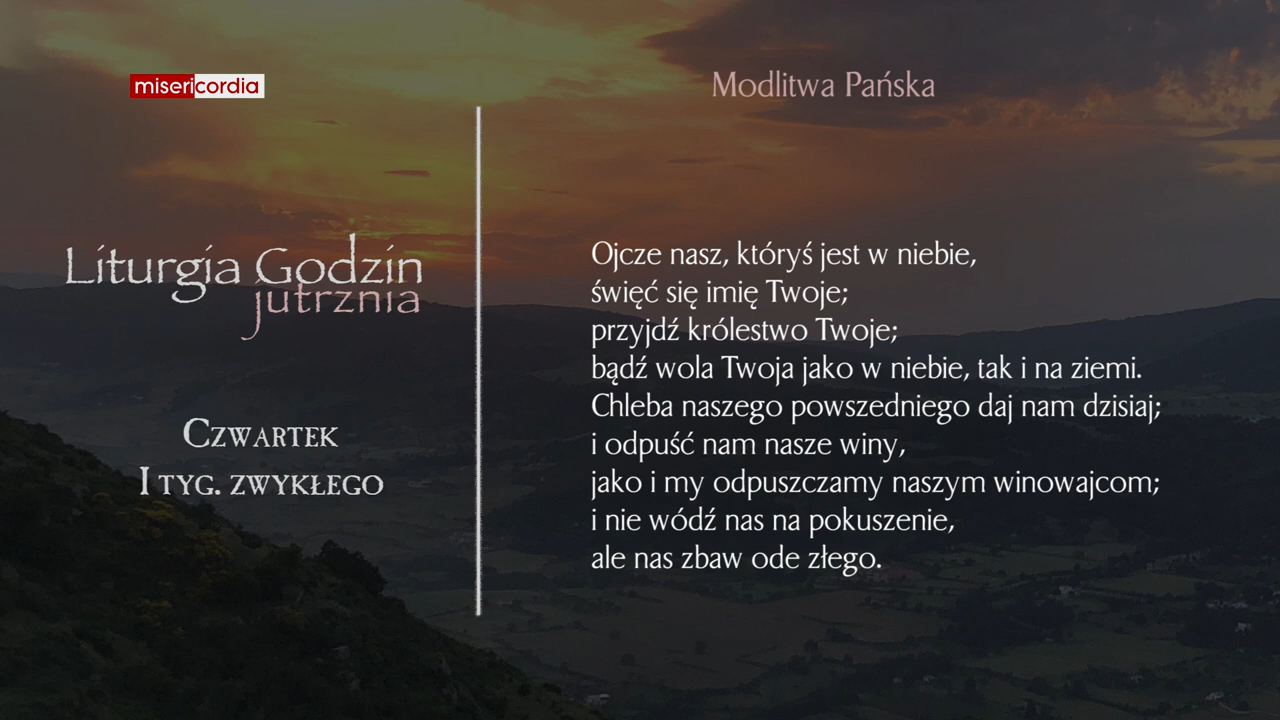 misericordia
Liturgia Godzin
jutrznia
Czwartek
I tyg. zwykłego
Modlitwa Pańska
Ojcze nasz, któryś jest w niebie,
święć się imię Twoje;
przyjdź królestwo Twoje;
bądź wola Twoja jako w niebie, tak i na ziemi.
Chleba naszego powszedniego daj nam dzisiaj;
i odpuść nam nasze winy,
jako i my odpuszczamy naszym winowajcom;
i nie wódź nas na pokuszenie,
ale nas zbaw ode złego.